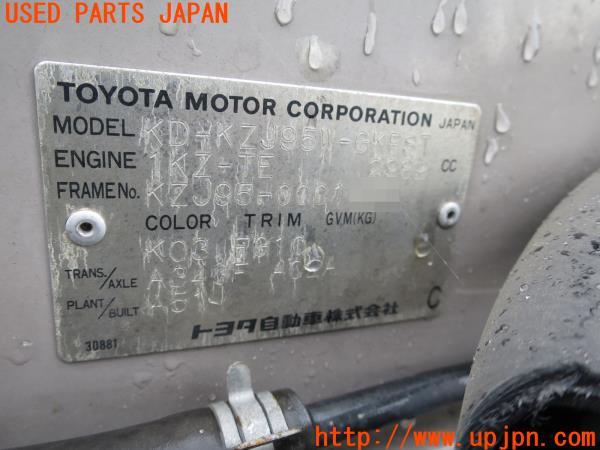 USED PARTS JAPAN
TOYOTA MOTOR CORPORATION JAPAN
MODEL KD-KZJ95W-GKPST
ENGINE 1KZ-TE 2982 CC
FRAME No. KZJ95-
COLOR TRIM GVM(KG)
TRANS./AXLE
PLANT/BUILT
トヨタ自動車株式会社 C
30881
http://www.upjpn.com/